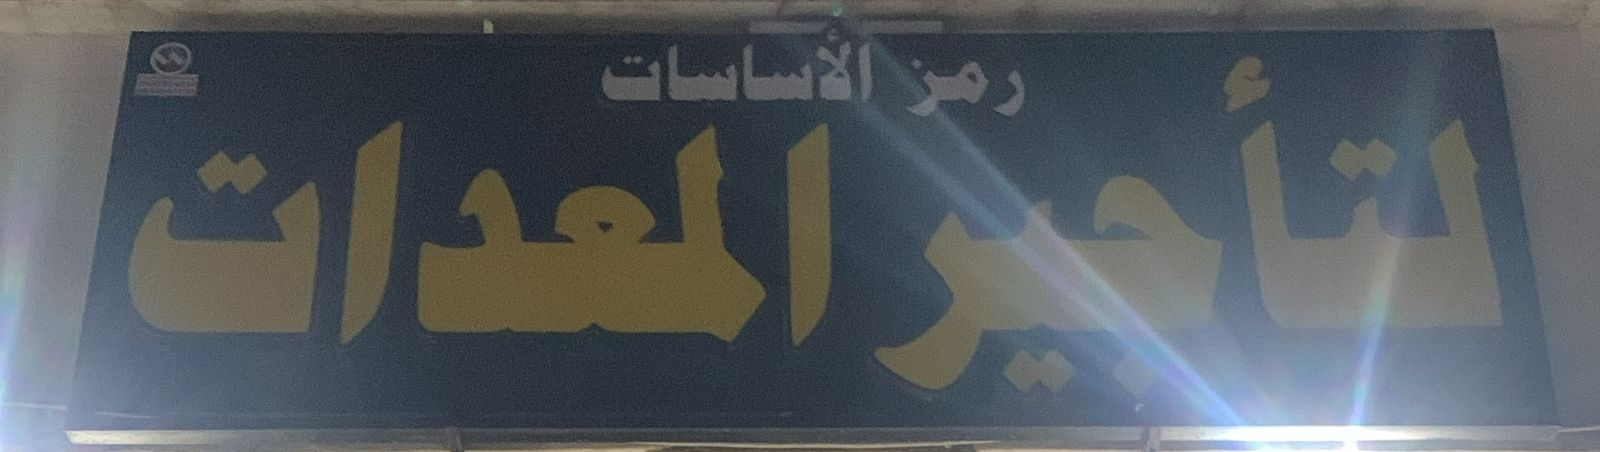 رمز الأساسات
لتأجير المعدات